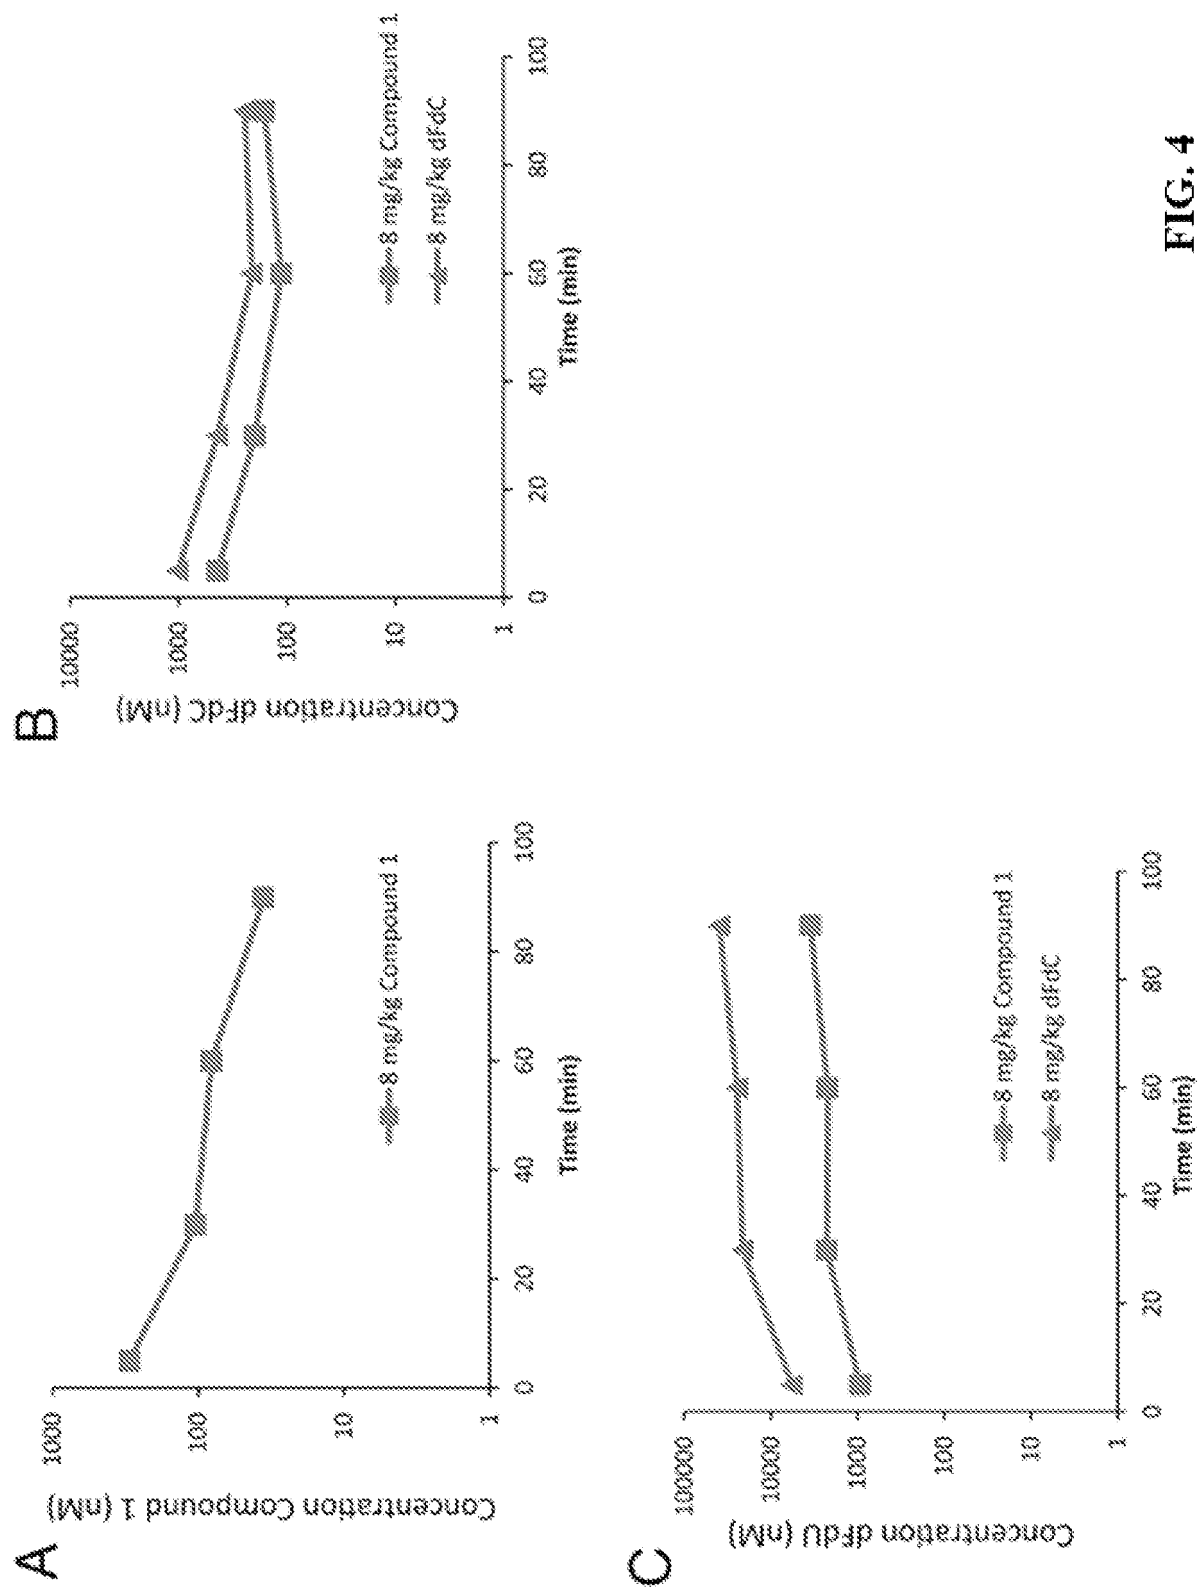 A
Concentration Compound 1 (nM)
1000
100
10
1
0
20
40
60
80
100
Time (min)
8 mg/kg Compound 1
B
Concentration dFdC (nM)
10000
1000
100
10
1
0
20
40
60
80
100
Time (min)
8 mg/kg Compound 1
8 mg/kg dFdC
C
Concentration dFdU (nM)
100000
10000
1000
100
10
1
0
20
40
60
80
100
Time (min)
8 mg/kg Compound 1
8 mg/kg dFdC
FIG. 4